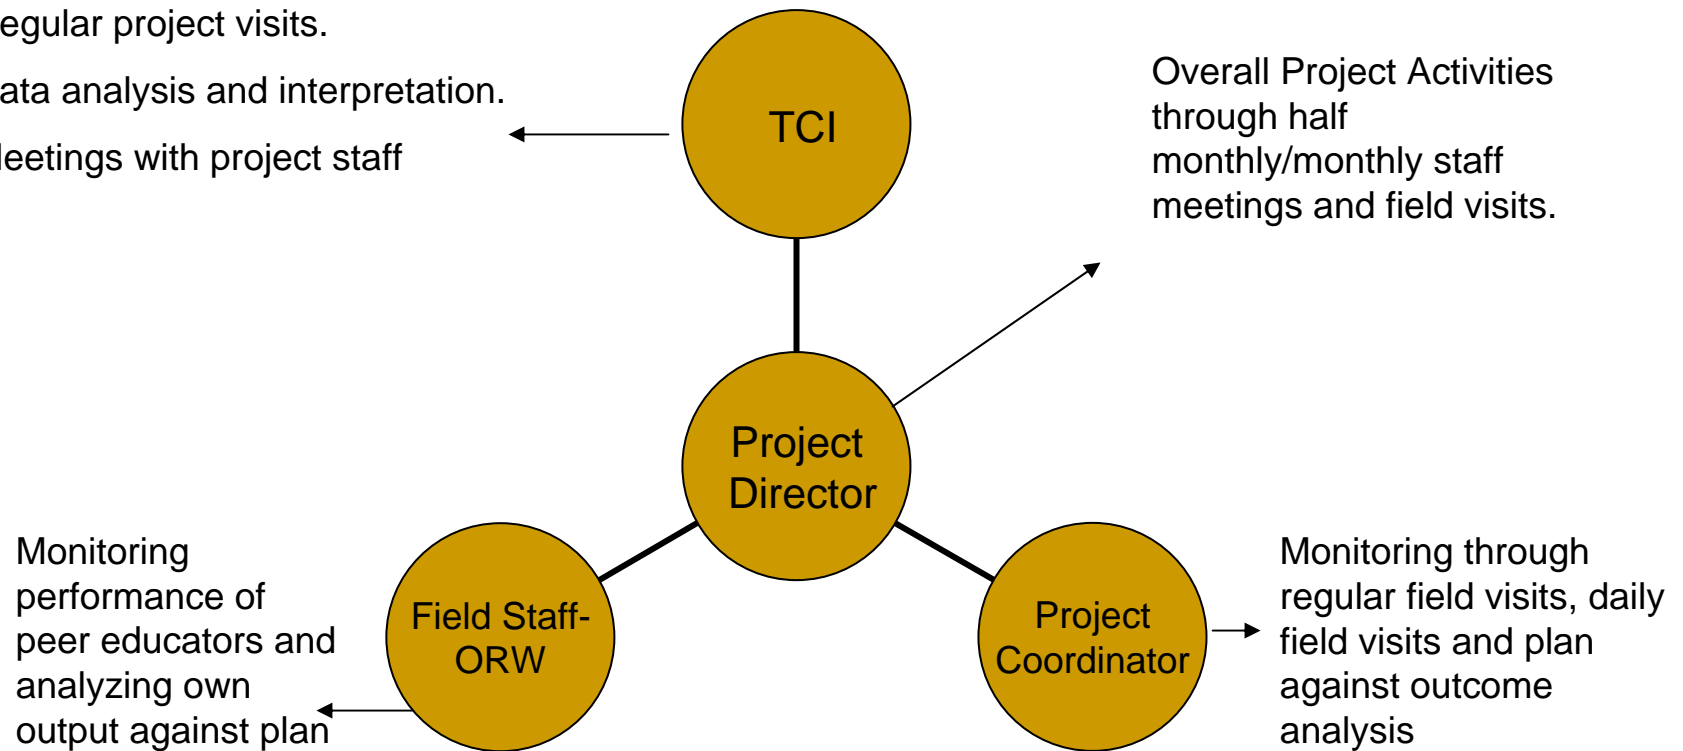 egular project visits.
ata analysis and interpretation.
eetings with project staff
TCI
Overall Project Activities
through half
monthly/monthly staff
meetings and field visits.
Project
Director
Monitoring
performance of
peer educators and
analyzing own
output against plan
Field Staff-
ORW
Project
Coordinator
Monitoring through
regular field visits, daily
field visits and plan
against outcome
analysis